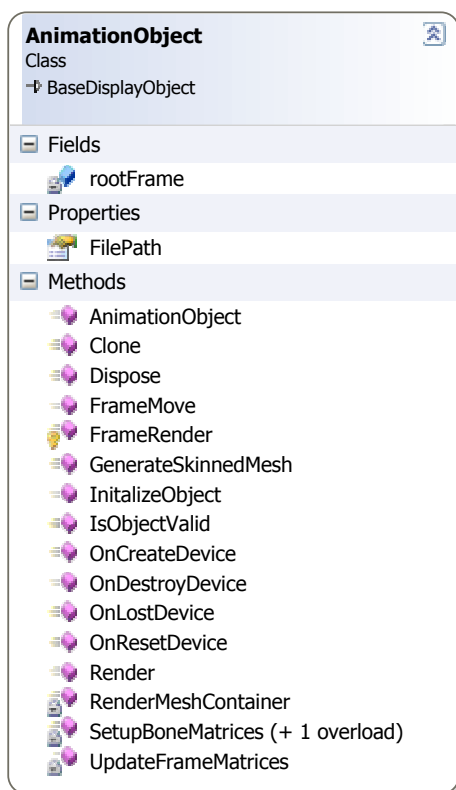 AnimationObject
Class
BaseDisplayObject
Fields
rootFrame
Properties
FilePath
Methods
AnimationObject
Clone
Dispose
FrameMove
FrameRender
GenerateSkinnedMesh
InitalizeObject
IsObjectValid
OnCreateDevice
OnDestroyDevice
OnLostDevice
OnResetDevice
Render
RenderMeshContainer
SetupBoneMatrices (+ 1 overload)
UpdateFrameMatrices